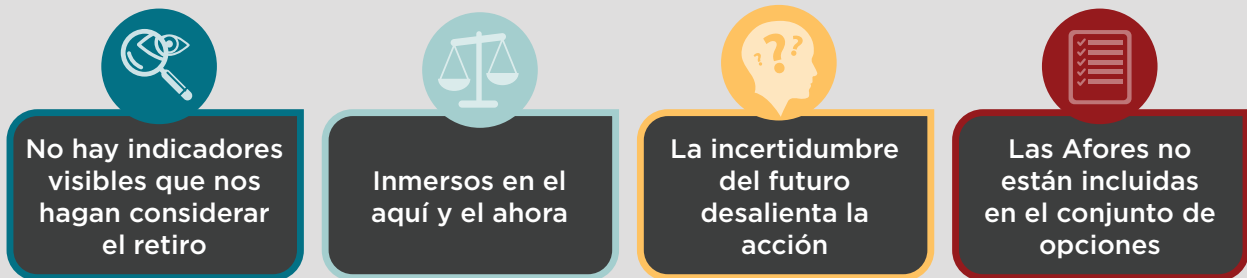 No hay indicadores
visibles que nos
hagan considerar
el retiro
Inmersos en el
aquí y el ahora
La incertidumbre
del futuro
desalienta la
acción
Las Afores no
están incluidas
en el conjunto de
opciones